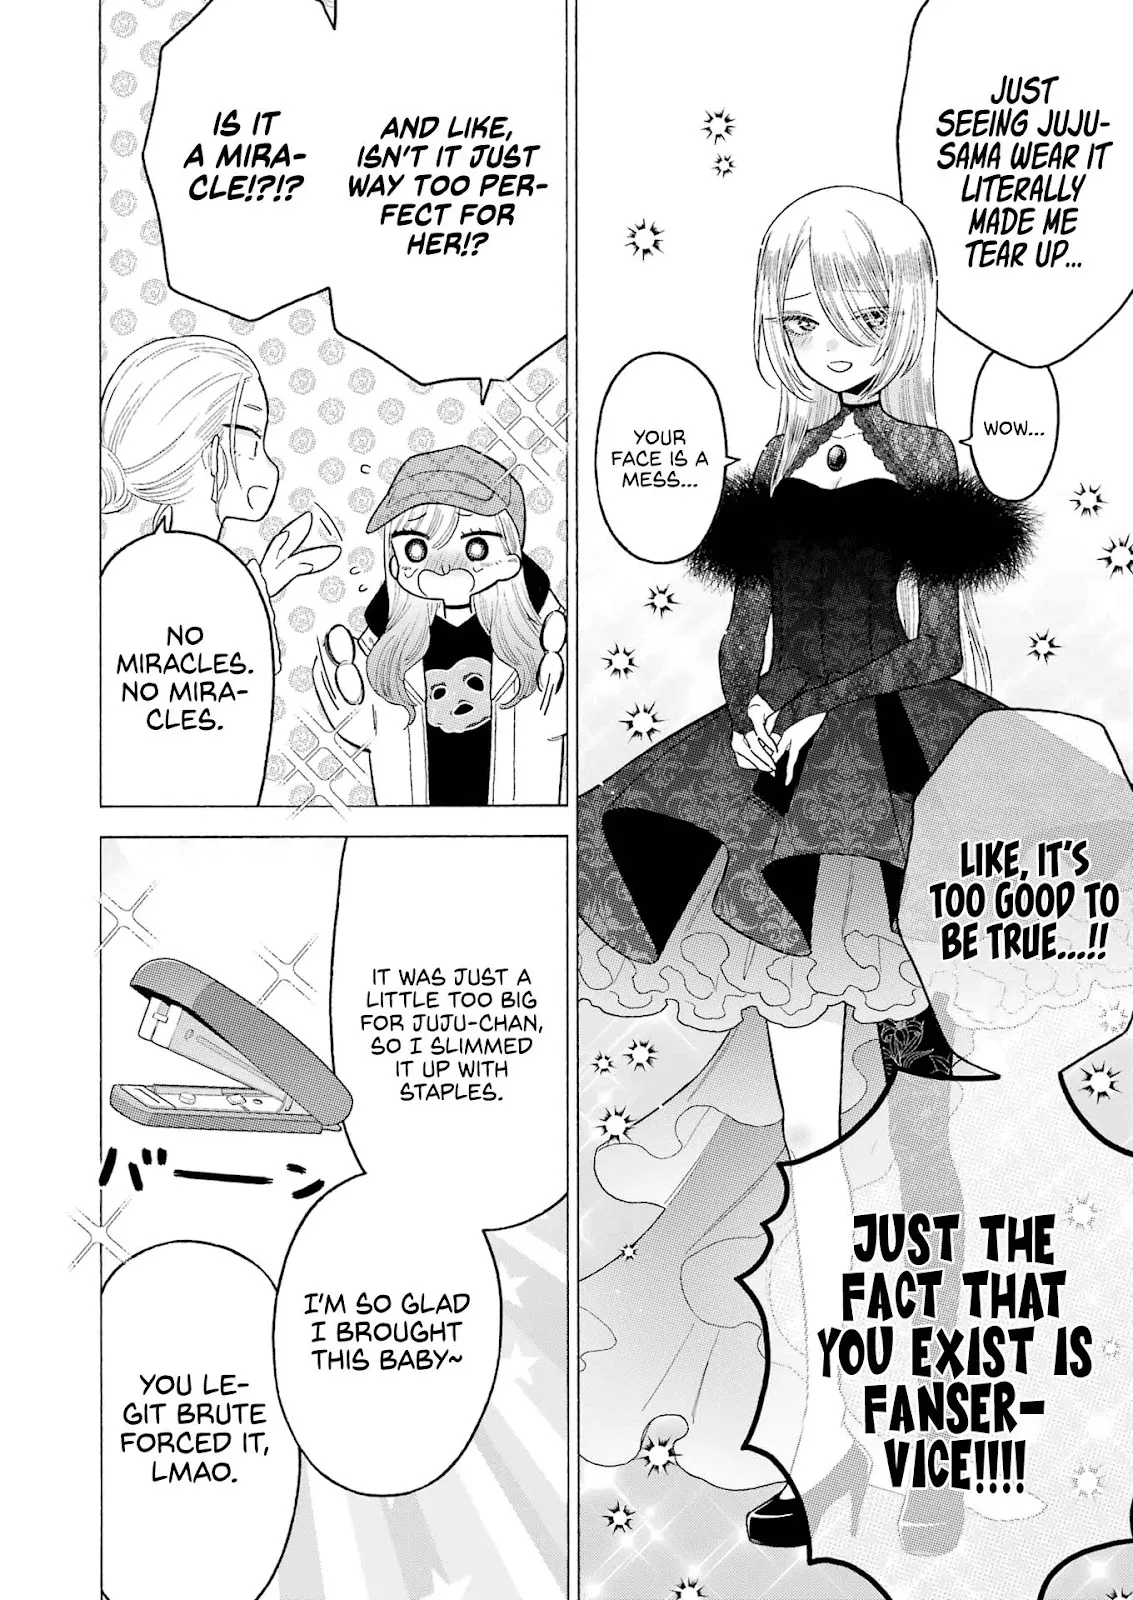 JUST
SEEING JUJU-
SAMA WEAR IT
LITERALLY
MADE ME
TEAR UP...
WOW...
YOUR
FACE IS A
MESS...
LIKE, IT'S
TOO GOOD TO
BE TRUE...!!
JUST THE
FACT THAT
YOU EXIST IS
FANSER-
VICE!!!!
AND LIKE,
ISN'T IT JUST
WAY TOO PER-
FECT FOR
HER!?
IS IT
A MIRA-
CLE!?!?
NO
MIRACLES.
NO MIRA-
CLES.
IT WAS JUST A
LITTLE TOO BIG
FOR JUJU-CHAN,
SO I SLIMMED
IT UP WITH
STAPLES.
バーン
I'M SO GLAD
I BROUGHT
THIS BABY~
YOU LE-
GIT BRUTE
FORCED IT,
LMAO.